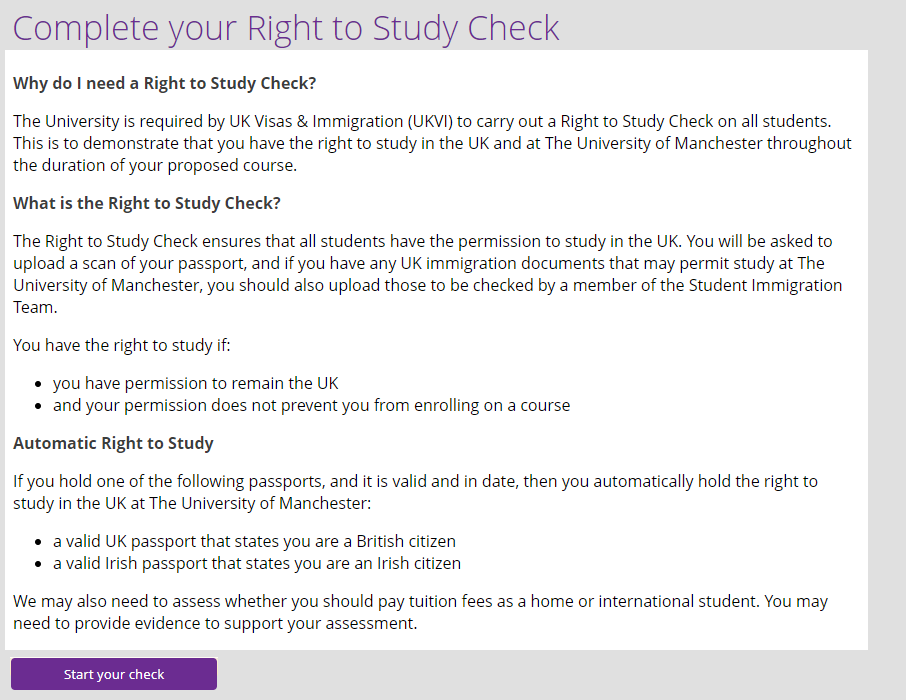 Complete your Right to Study Check
Why do I need a Right to Study Check?
The University is required by UK Visas & Immigration (UKVI) to carry out a Right to Study Check on all students.
This is to demonstrate that you have the right to study in the UK and at The University of Manchester throughout
the duration of your proposed course.
What is the Right to Study Check?
The Right to Study Check ensures that all students have the permission to study in the UK. You will be asked to
upload a scan of your passport, and if you have any UK immigration documents that may permit study at The
University of Manchester, you should also upload those to be checked by a member of the Student Immigration
Team.
You have the right to study if:
• you have permission to remain the UK
• and your permission does not prevent you from enrolling on a course
Automatic Right to Study
If you hold one of the following passports, and it is valid and in date, then you automatically hold the right to
study in the UK at The University of Manchester:
• a valid UK passport that states you are a British citizen
• a valid Irish passport that states you are an Irish citizen
We may also need to assess whether you should pay tuition fees as a home or international student. You may
need to provide evidence to support your assessment.
Start your check